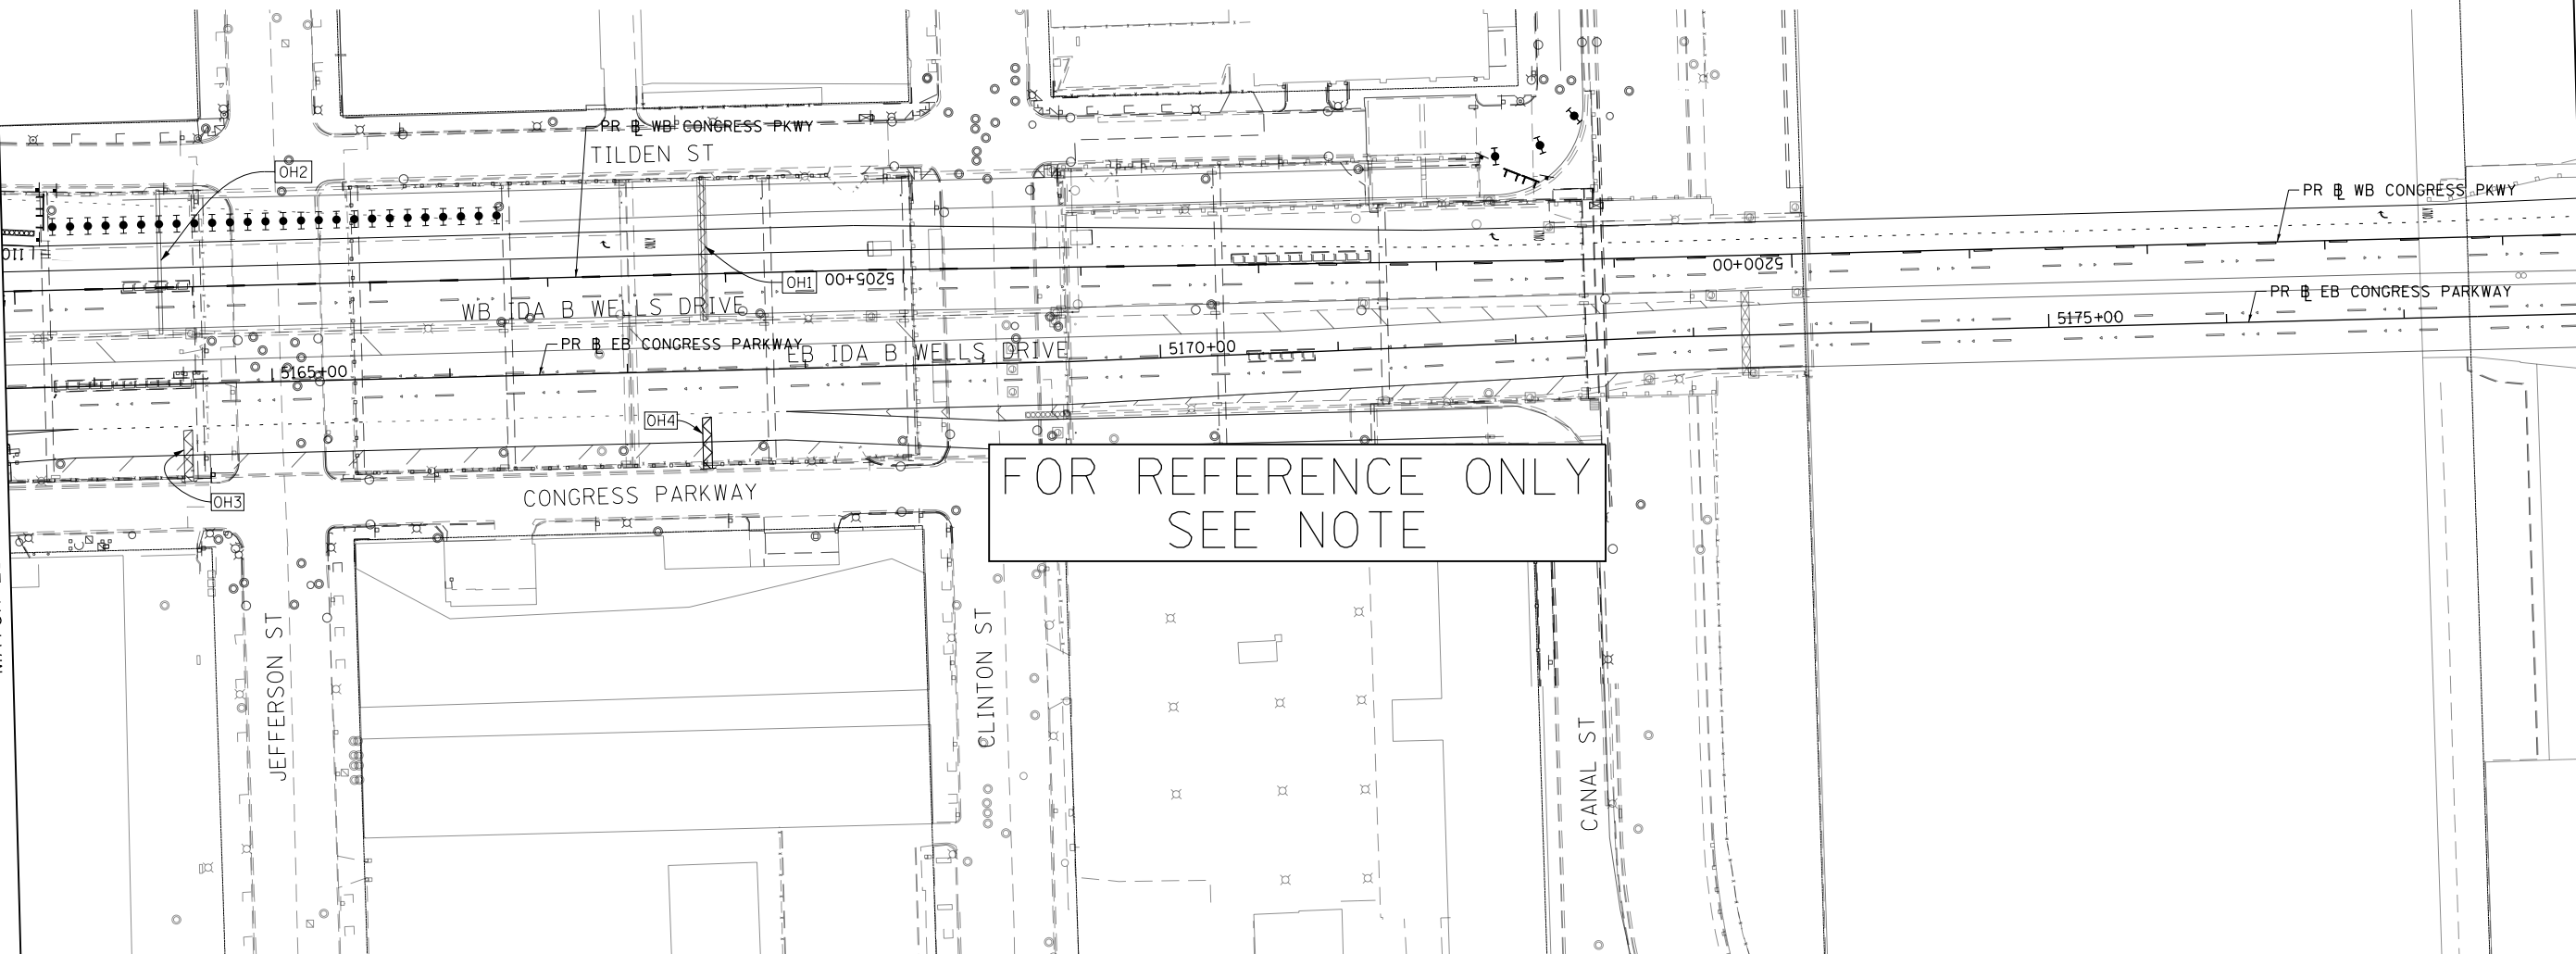 PR ⅊ WB CONGRESS PKWY
TILDEN ST
OH2
PR ⅊ WB CONGRESS PKWY
OH1
5205+00
5200+00
PR ⅊ EB CONGRESS PARKWAY
WB IDA B WELLS DRIVE
5175+00
PR ⅊ EB CONGRESS PARKWAY
EB IDA B WELLS DRIVE
5170+00
5165+00
OH4
FOR REFERENCE ONLY
SEE NOTE
CONGRESS PARKWAY
OH3
JEFFERSON ST
CLINTON ST
CANAL ST